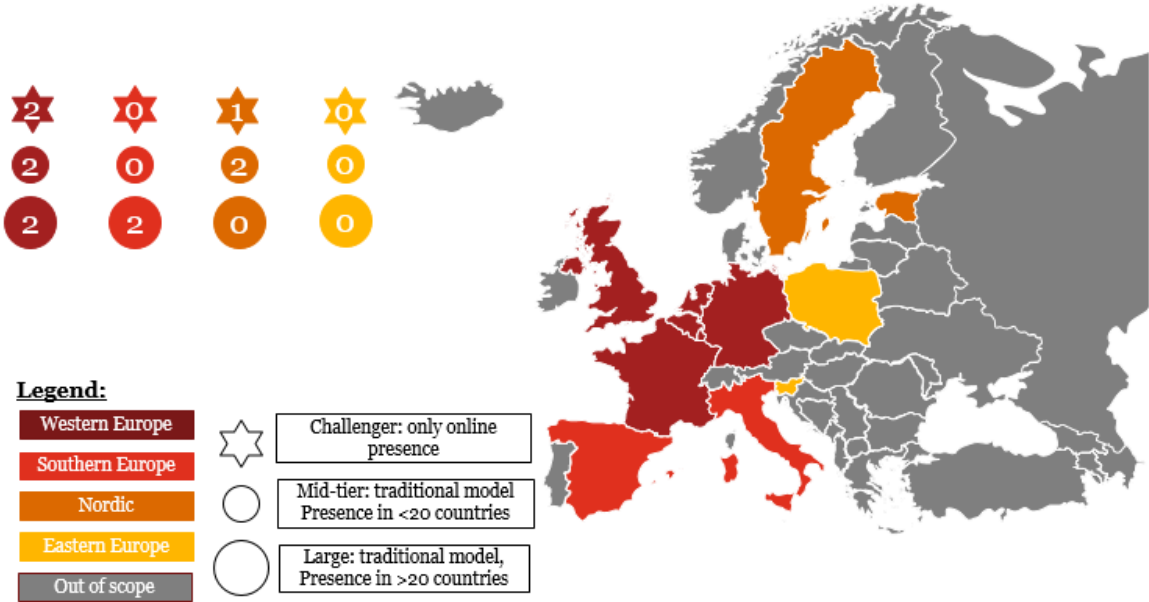 2 0 1 0
2 0 2 0
2 2 0 0
Legend:
Western Europe
Southern Europe
Nordic
Eastern Europe
Out of scope
Challenger: only online
presence
Mid-tier: traditional model
Presence in <20 countries
Large: traditional model,
Presence in >20 countries